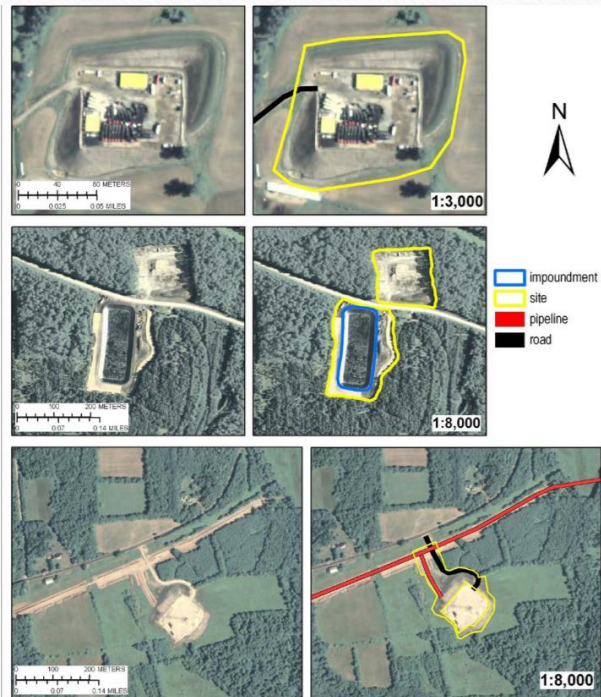 N
0 40 80 METERS
0 0.025 0.05 MILES
1:3,000
impoundment
site
pipeline
road
0 100 200 METERS
0 0.07 0.14 MILES
1:8,000
0 100 200 METERS
0 0.07 0.14 MILES
1:8,000